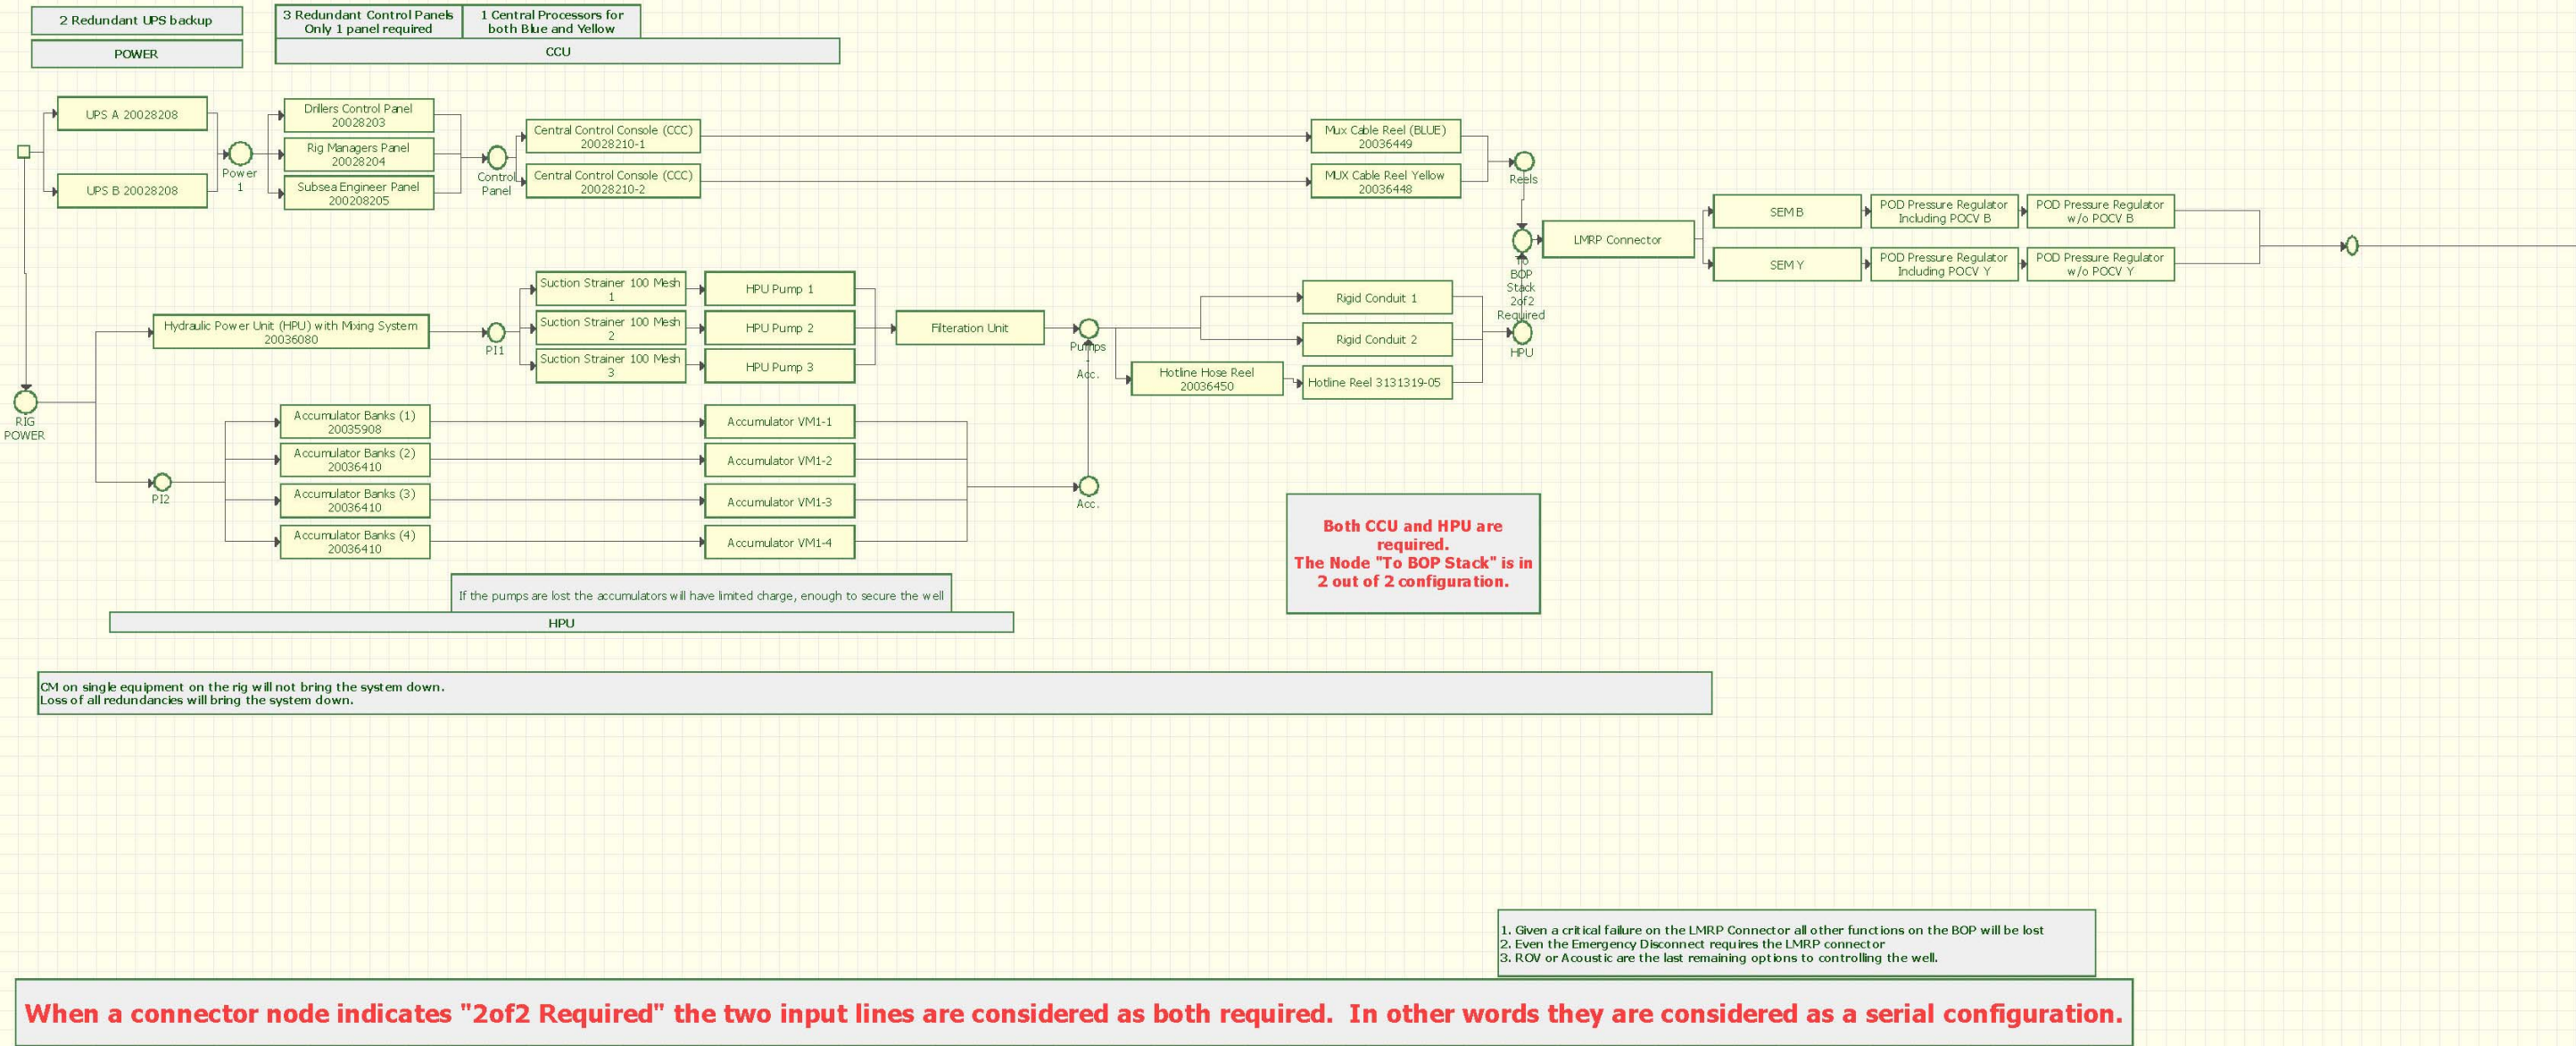 2 Redundant UPS backup
POWER
3 Redundant Control Panels
Only 1 panel required
1 Central Processors for
both Blue and Yellow
CCU
UPS A 20028208
UPS B 20028208
Power
1
Drillers Control Panel
20028203
Rig Managers Panel
20028204
Subsea Engineer Panel
200208205
Control
Panel
Central Control Console (CCC)
20028210-1
Central Control Console (CCC)
20028210-2
Mux Cable Reel (BLUE)
20036449
MUX Cable Reel Yellow
20036448
Reels
To
BOP
Stack
2of2
Required
LMRP Connector
SEM B
POD Pressure Regulator
Including POCV B
POD Pressure Regulator
w/o POCV B
SEM Y
POD Pressure Regulator
Including POCV Y
POD Pressure Regulator
w/o POCV Y
RIG
POWER
Hydraulic Power Unit (HPU) with Mixing System
20036080
PI1
Suction Strainer 100 Mesh
1
HPU Pump 1
Suction Strainer 100 Mesh
2
HPU Pump 2
Suction Strainer 100 Mesh
3
HPU Pump 3
Filteration Unit
Pumps
-
Acc.
Rigid Conduit 1
Rigid Conduit 2
Hotline Hose Reel
20036450
Hotline Reel 3131319-05
HPU
PI2
Accumulator Banks (1)
20035908
Accumulator VM1-1
Accumulator Banks (2)
20036410
Accumulator VM1-2
Accumulator Banks (3)
20036410
Accumulator VM1-3
Accumulator Banks (4)
20036410
Accumulator VM1-4
Acc.
Both CCU and HPU are
required.
The Node "To BOP Stack" is in
2 out of 2 configuration.
If the pumps are lost the accumulators will have limited charge, enough to secure the well
HPU
CM on single equipment on the rig will not bring the system down.
Loss of all redundancies will bring the system down.
1. Given a critical failure on the LMRP Connector all other functions on the BOP will be lost
2. Even the Emergency Disconnect requires the LMRP connector
3. ROV or Acoustic are the last remaining options to controlling the well.
When a connector node indicates "2of2 Required" the two input lines are considered as both required. In other words they are considered as a serial configuration.